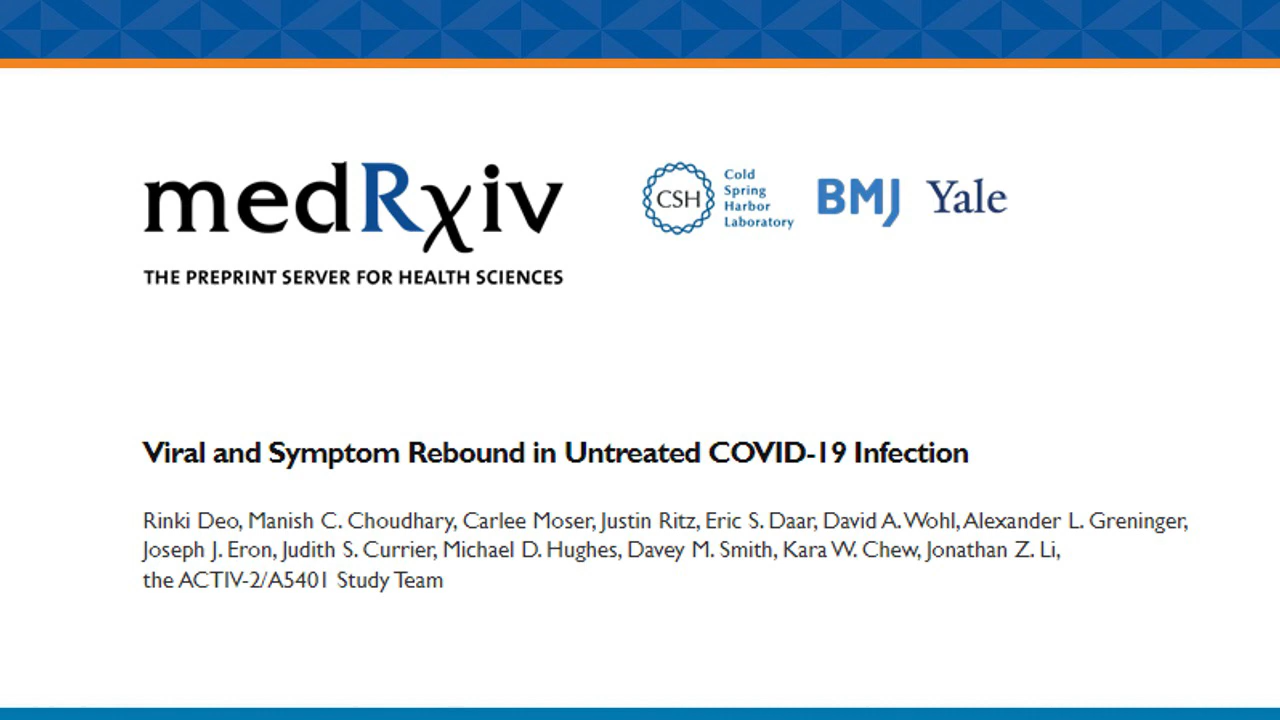 medRχiv
THE PREPRINT SERVER FOR HEALTH SCIENCES
CSH
Cold
Spring
Harbor
Laboratory
BMJ
Yale
Viral and Symptom Rebound in Untreated COVID-19 Infection
Rinki Deo, Manish C. Choudhary, Carlee Moser, Justin Ritz, Eric S. Daar, David A. Wohl, Alexander L. Greninger,
Joseph J. Eron, Judith S. Currier, Michael D. Hughes, Davey M. Smith, Kara W. Chew, Jonathan Z. Li,
the ACTIV-2/A5401 Study Team